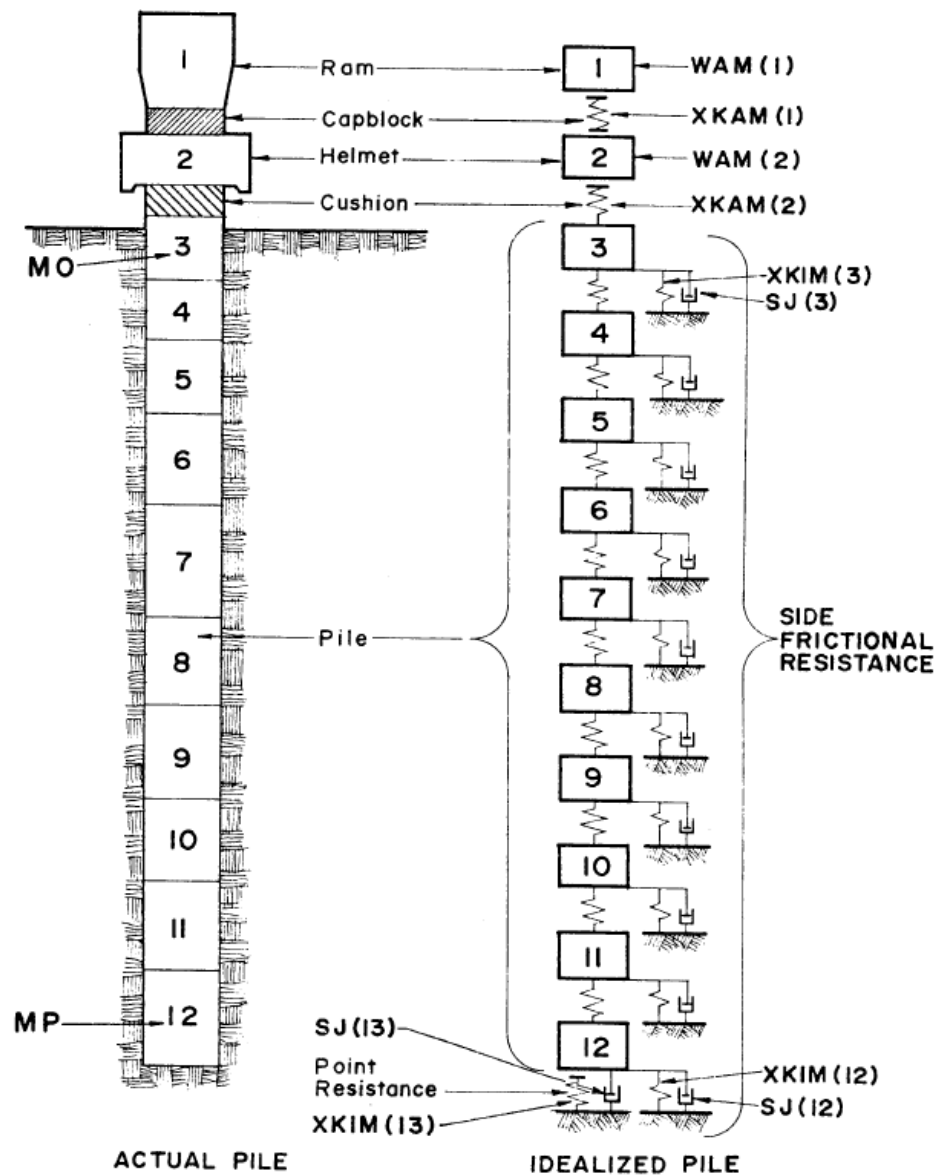 1
Ram
1
WAM(1)
Capblock
XKAM(1)
2
Helmet
2
WAM(2)
Cushion
XKAM(2)
MO
3
3
XKIM(3)
SJ(3)
4
4
5
5
6
6
7
7
8
Pile
8
SIDE
FRICTIONAL
RESISTANCE
9
9
10
10
11
11
MP
12
12
SJ(13)
Point
Resistance
XKIM(13)
XKIM(12)
SJ(12)
ACTUAL PILE
IDEALIZED PILE